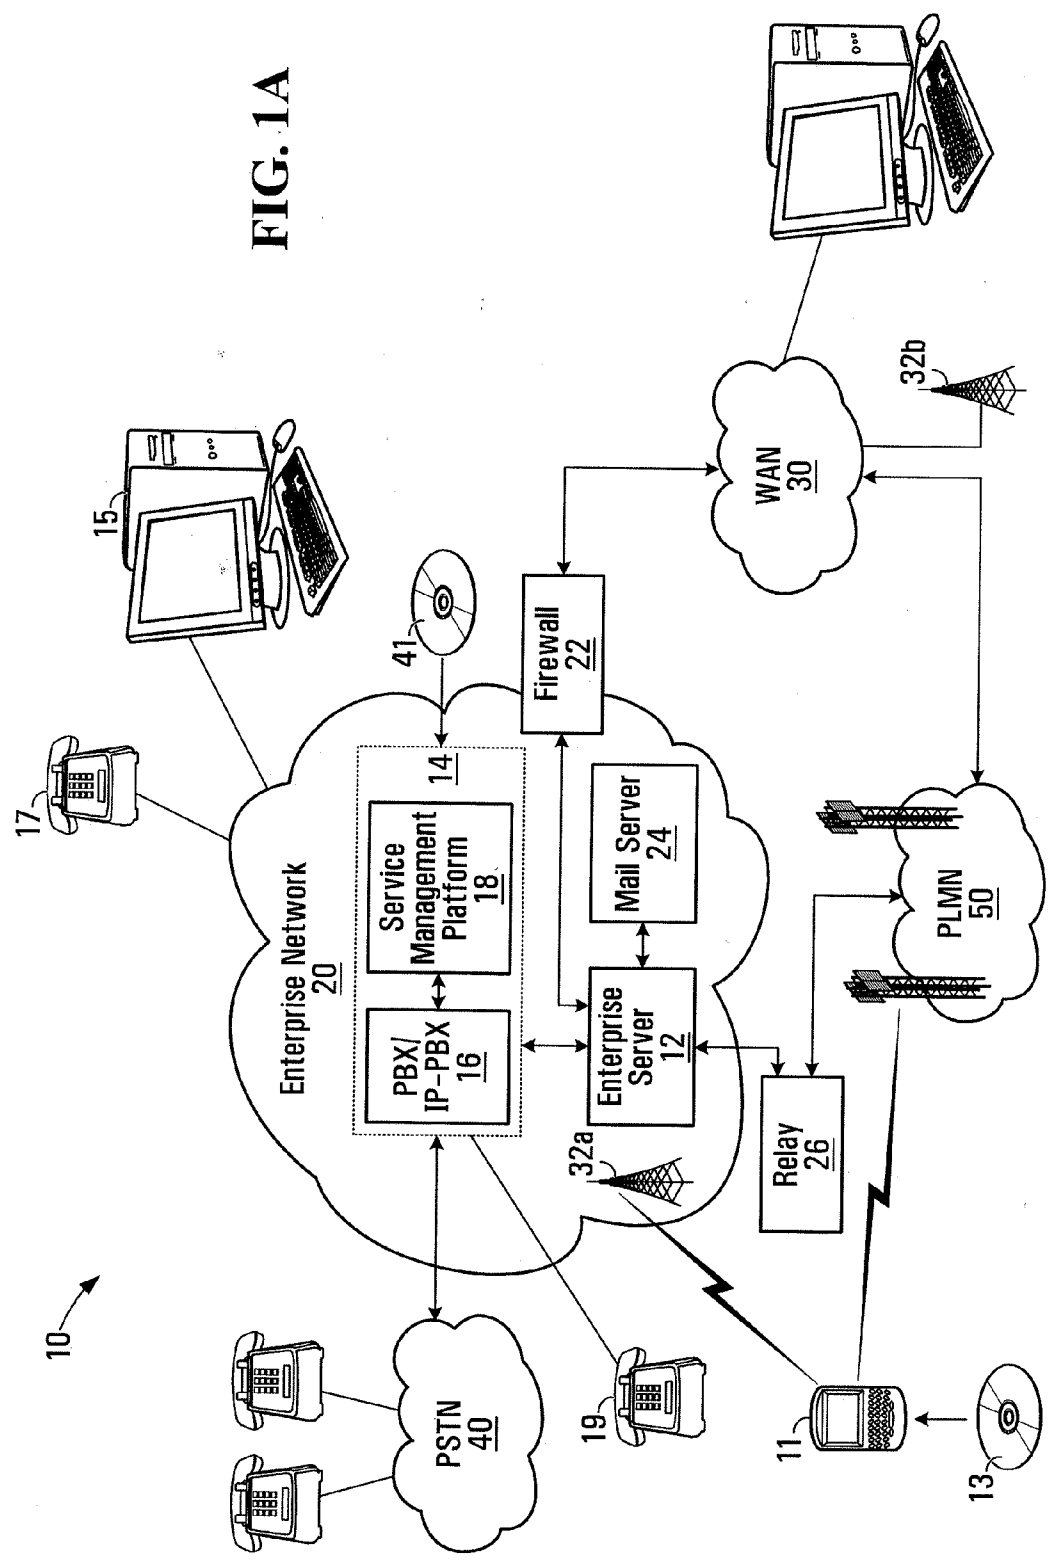 10
17
15
FIG. 1A
Enterprise Network
20
41
14
PBX/
IP-PBX
16
Service
Management
Platform
18
PSTN
40
19
32a
Enterprise
Server
12
Mail Server
24
Firewall
22
WAN
30
32b
Relay
26
PLMN
50
11
13